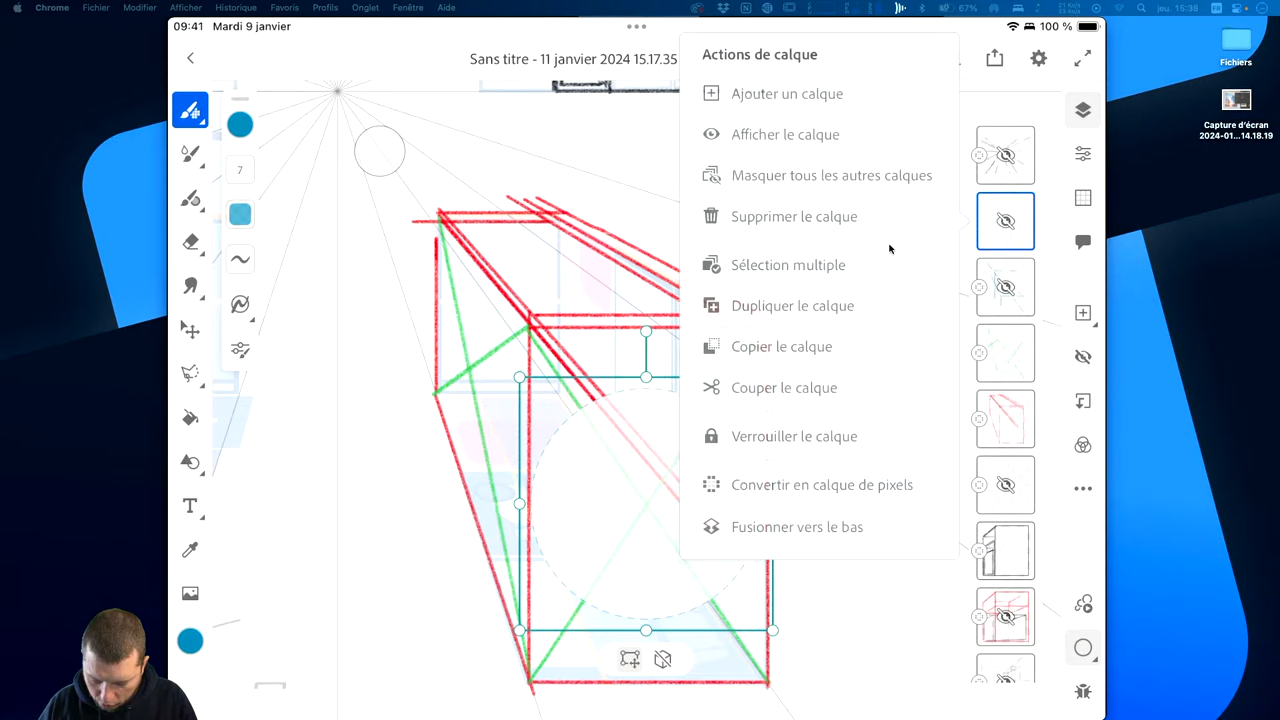 Chrome Fichier Modifier Afficher Historique Favoris Profils Onglet Fenêtre Aide
67% jeu. 15:38
09:41 Mardi 9 janvier
100 %
Sans titre - 11 janvier 2024 15.17.35
Actions de calque
Ajouter un calque
Afficher le calque
Masquer tous les autres calques
Supprimer le calque
Sélection multiple
Dupliquer le calque
Copier le calque
Couper le calque
Verrouiller le calque
Convertir en calque de pixels
Fusionner vers le bas
7
T
Fichiers
Capture d'écran
2024-01...14.18.19